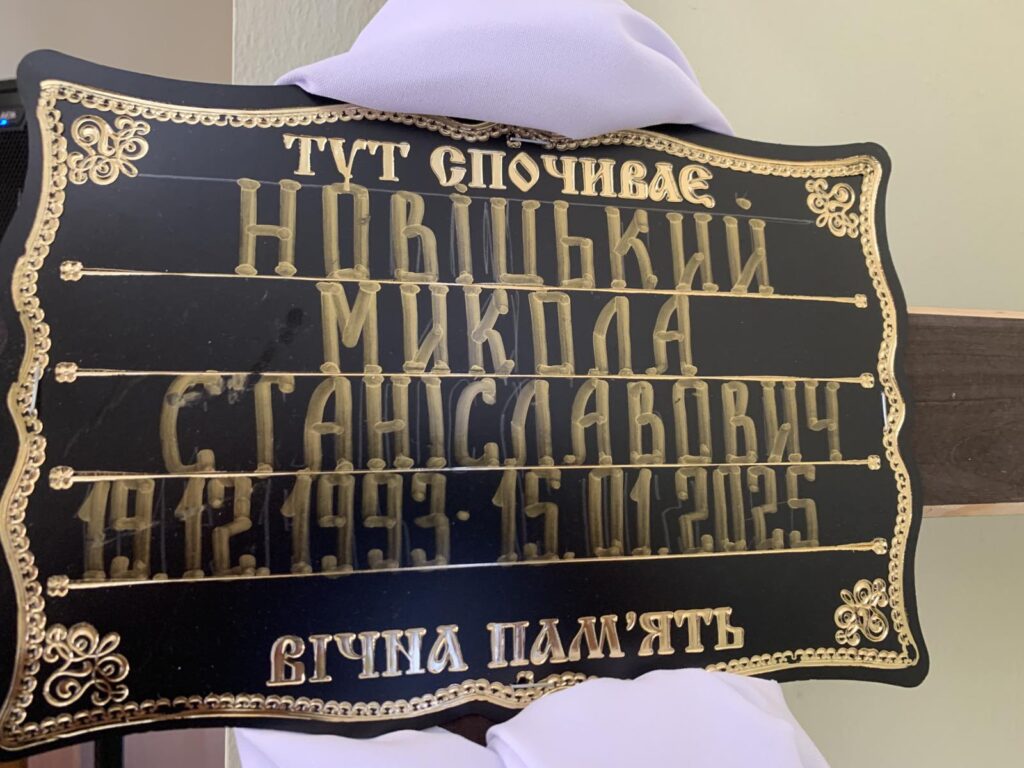 ТУТ СПОЧИВАЄ
НОВІЦЬКИЙ
МИКОЛА
СТАНІСЛАВОВИЧ
19.12.1993-15.01.2025
ВІЧНА ПАМ'ЯТЬ